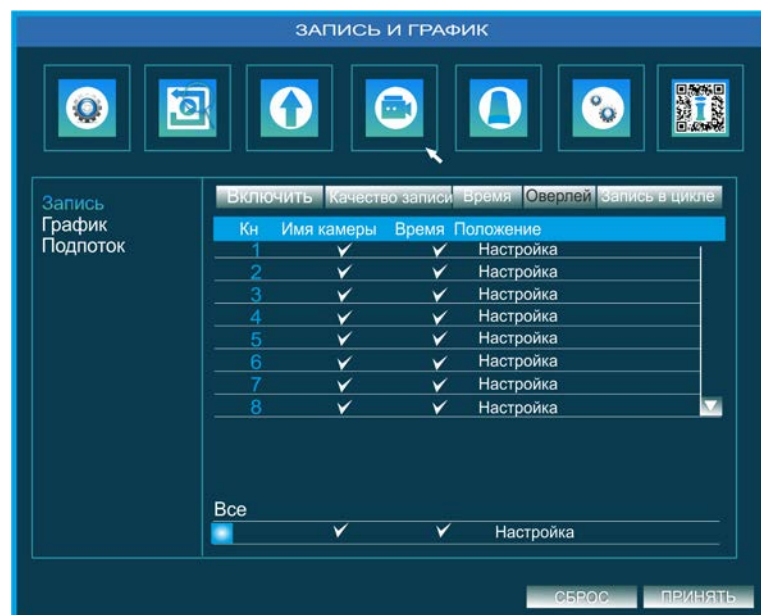 ЗАПИСЬ И ГРАФИК
Запись
График
Подпоток
Включить Качество записи Время Оверлей Запись в цикле
Кн Имя камеры Время Положение
1 Настройка
2 Настройка
3 Настройка
4 Настройка
5 Настройка
6 Настройка
7 Настройка
8 Настройка
Все
Настройка
СБРОС ПРИНЯТЬ